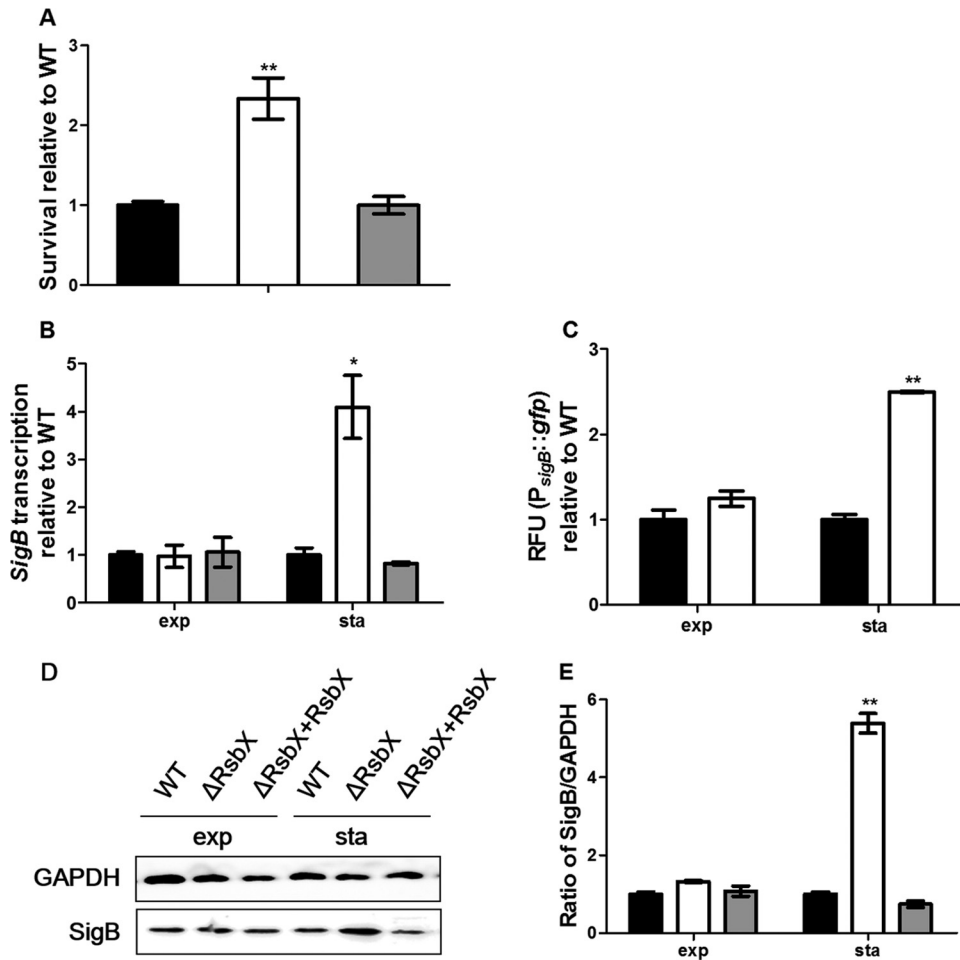 A
Survival relative to WT
3
2
1
0
**
B
SigB transcription
relative to WT
5
4
3
2
1
0
*
exp
sta
C
RFU (PsigB::gfp)
relative to WT
3
2
1
0
**
exp
sta
D
WT
ΔRsbX
ΔRsbX+RsbX
WT
ΔRsbX
ΔRsbX+RsbX
exp
sta
GAPDH
SigB
E
Ratio of SigB/GAPDH
6
4
2
0
**
exp
sta